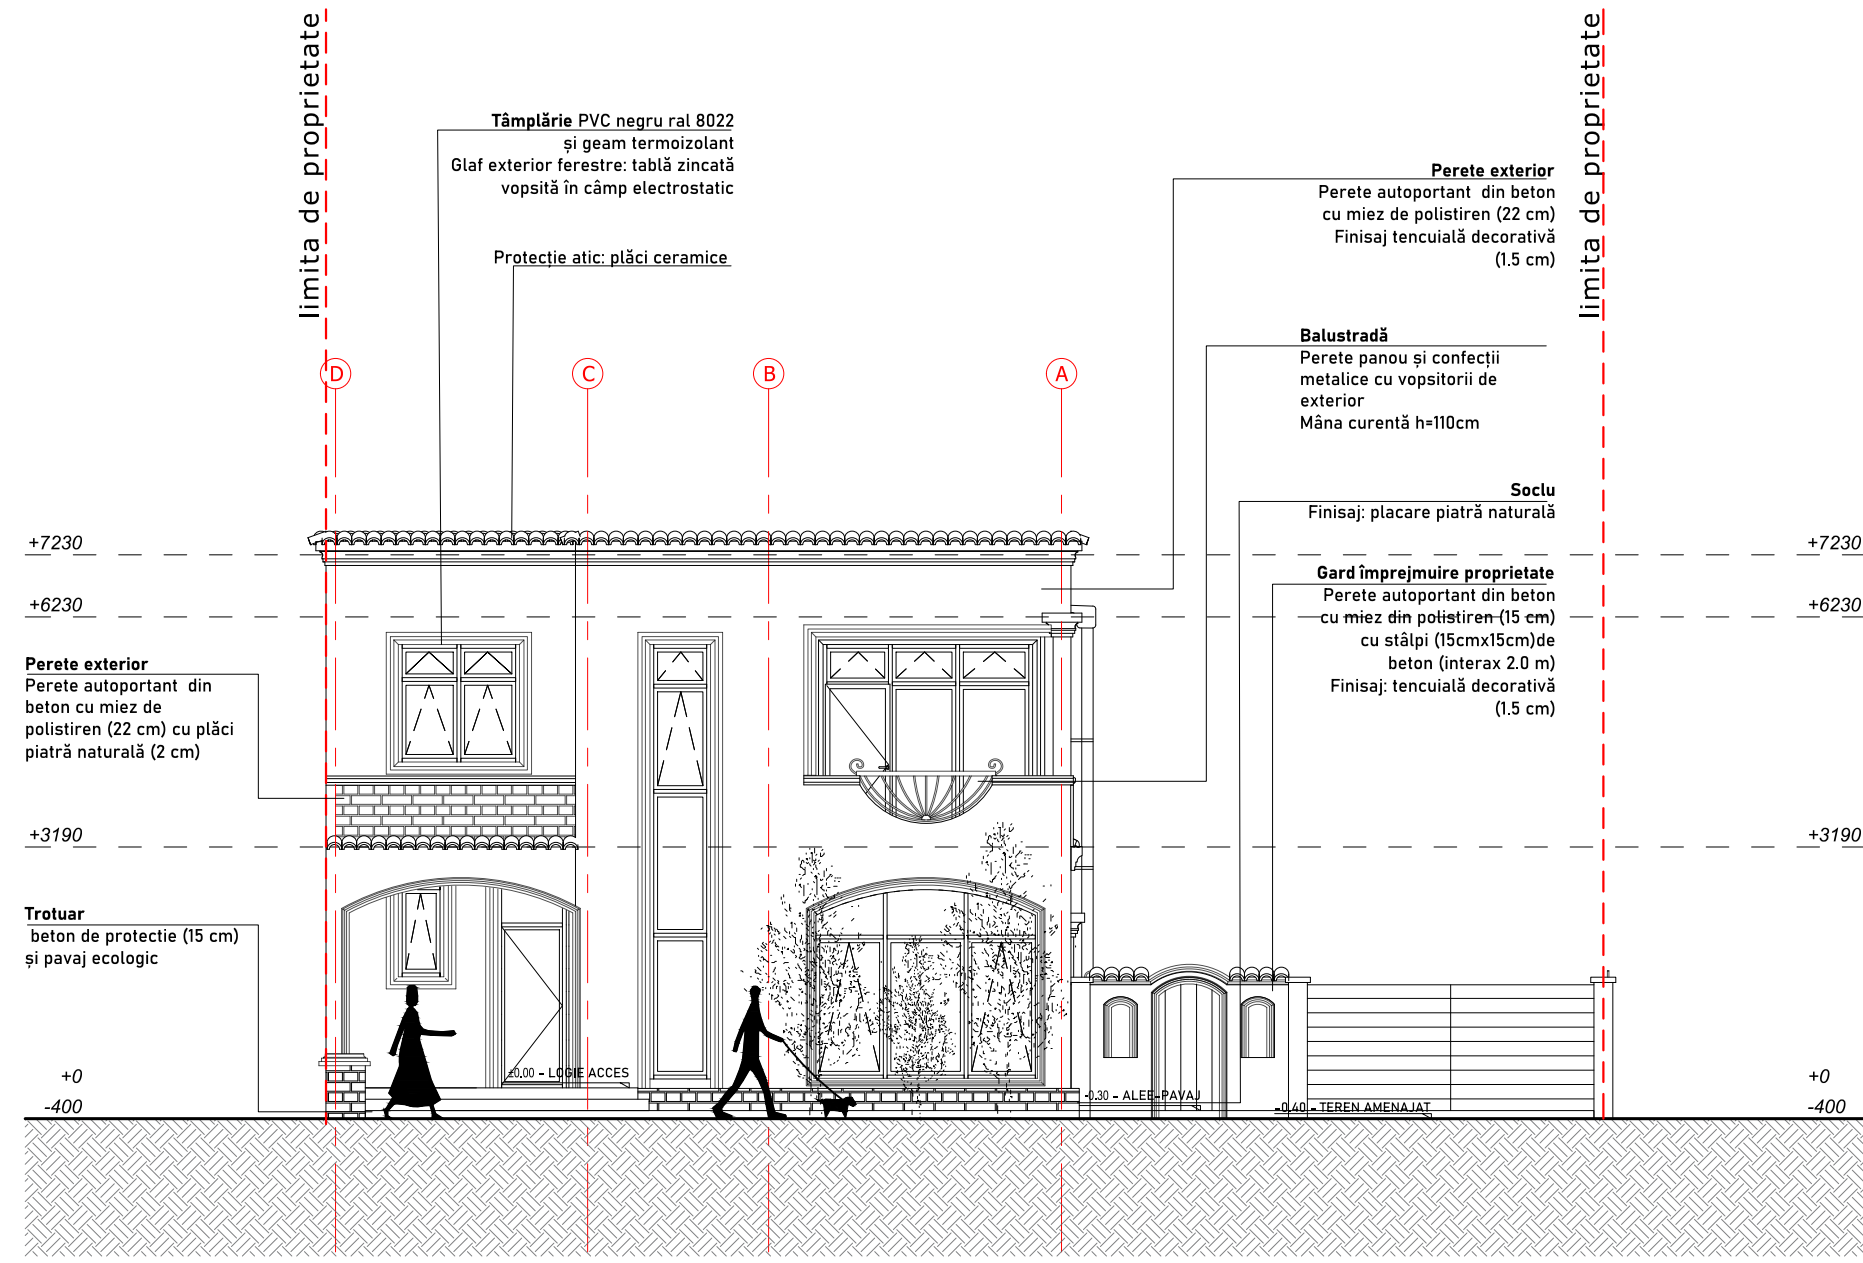 limita de proprietate
limita de proprietate
Tâmplărie PVC negru ral 8022
și geam termoizolant
Glaf exterior ferestre: tablă zincată
vopsită în câmp electrostatic
Protecție atic: plăci ceramice
Perete exterior
Perete autoportant din beton
cu miez de polistiren (22 cm)
Finisaj tencuială decorativă
(1.5 cm)
Balustradă
Perete panou și confecții
metalice cu vopsitorii de
exterior
Mâna curentă h=110cm
D
C
B
A
Soclu
Finisaj: placare piatră naturală
+7230
+7230
Gard împrejmuire proprietate
Perete autoportant din beton
cu miez din polistiren (15 cm)
cu stâlpi (15cmx15cm)de
beton (interax 2.0 m)
Finisaj: tencuială decorativă
(1.5 cm)
+6230
+6230
Perete exterior
Perete autoportant din
beton cu miez de
polistiren (22 cm) cu plăci
piatră naturală (2 cm)
+3190
+3190
Trotuar
beton de protectie (15 cm)
și pavaj ecologic
±0.00 - LOGIE ACCES
-0.30 - ALEE-PAVAJ
-0.40 - TEREN AMENAJAT
+0
-400
+0
-400